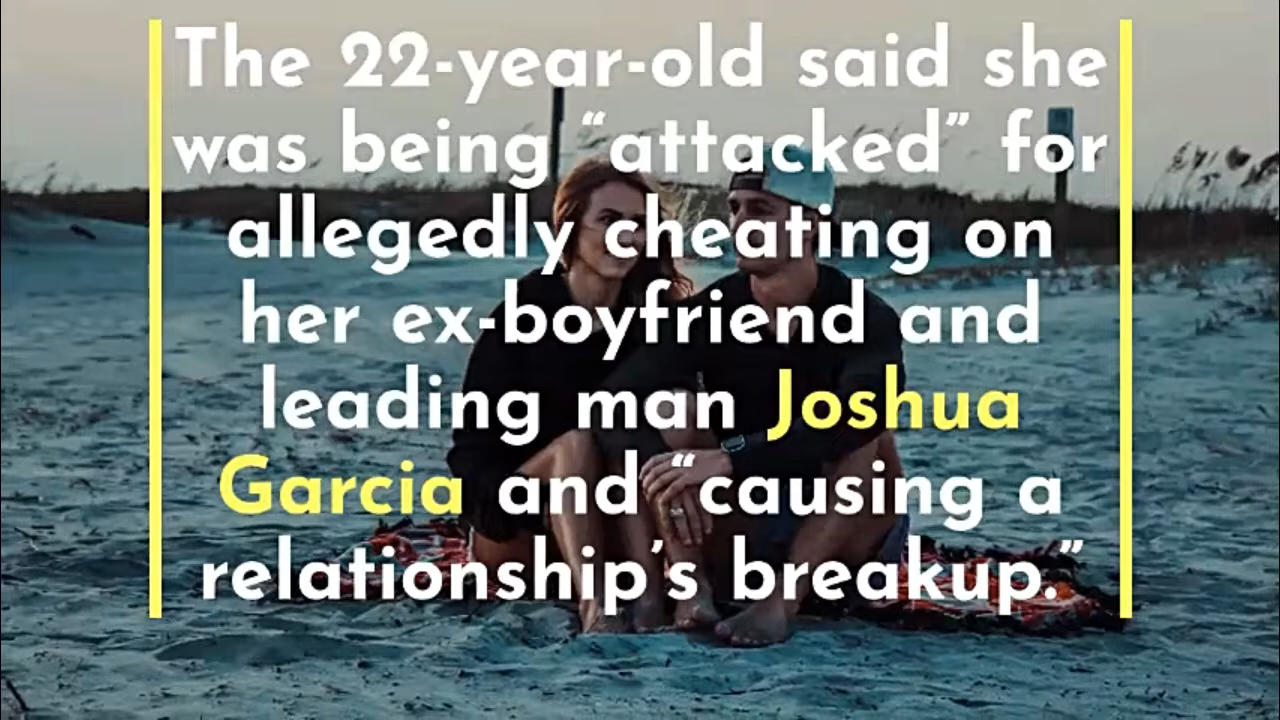 The 22-year-old said she
was being “attacked” for
allegedly cheating on
her ex-boyfriend and
leading man Joshua
Garcia and “causing a
relationship’s breakup.”